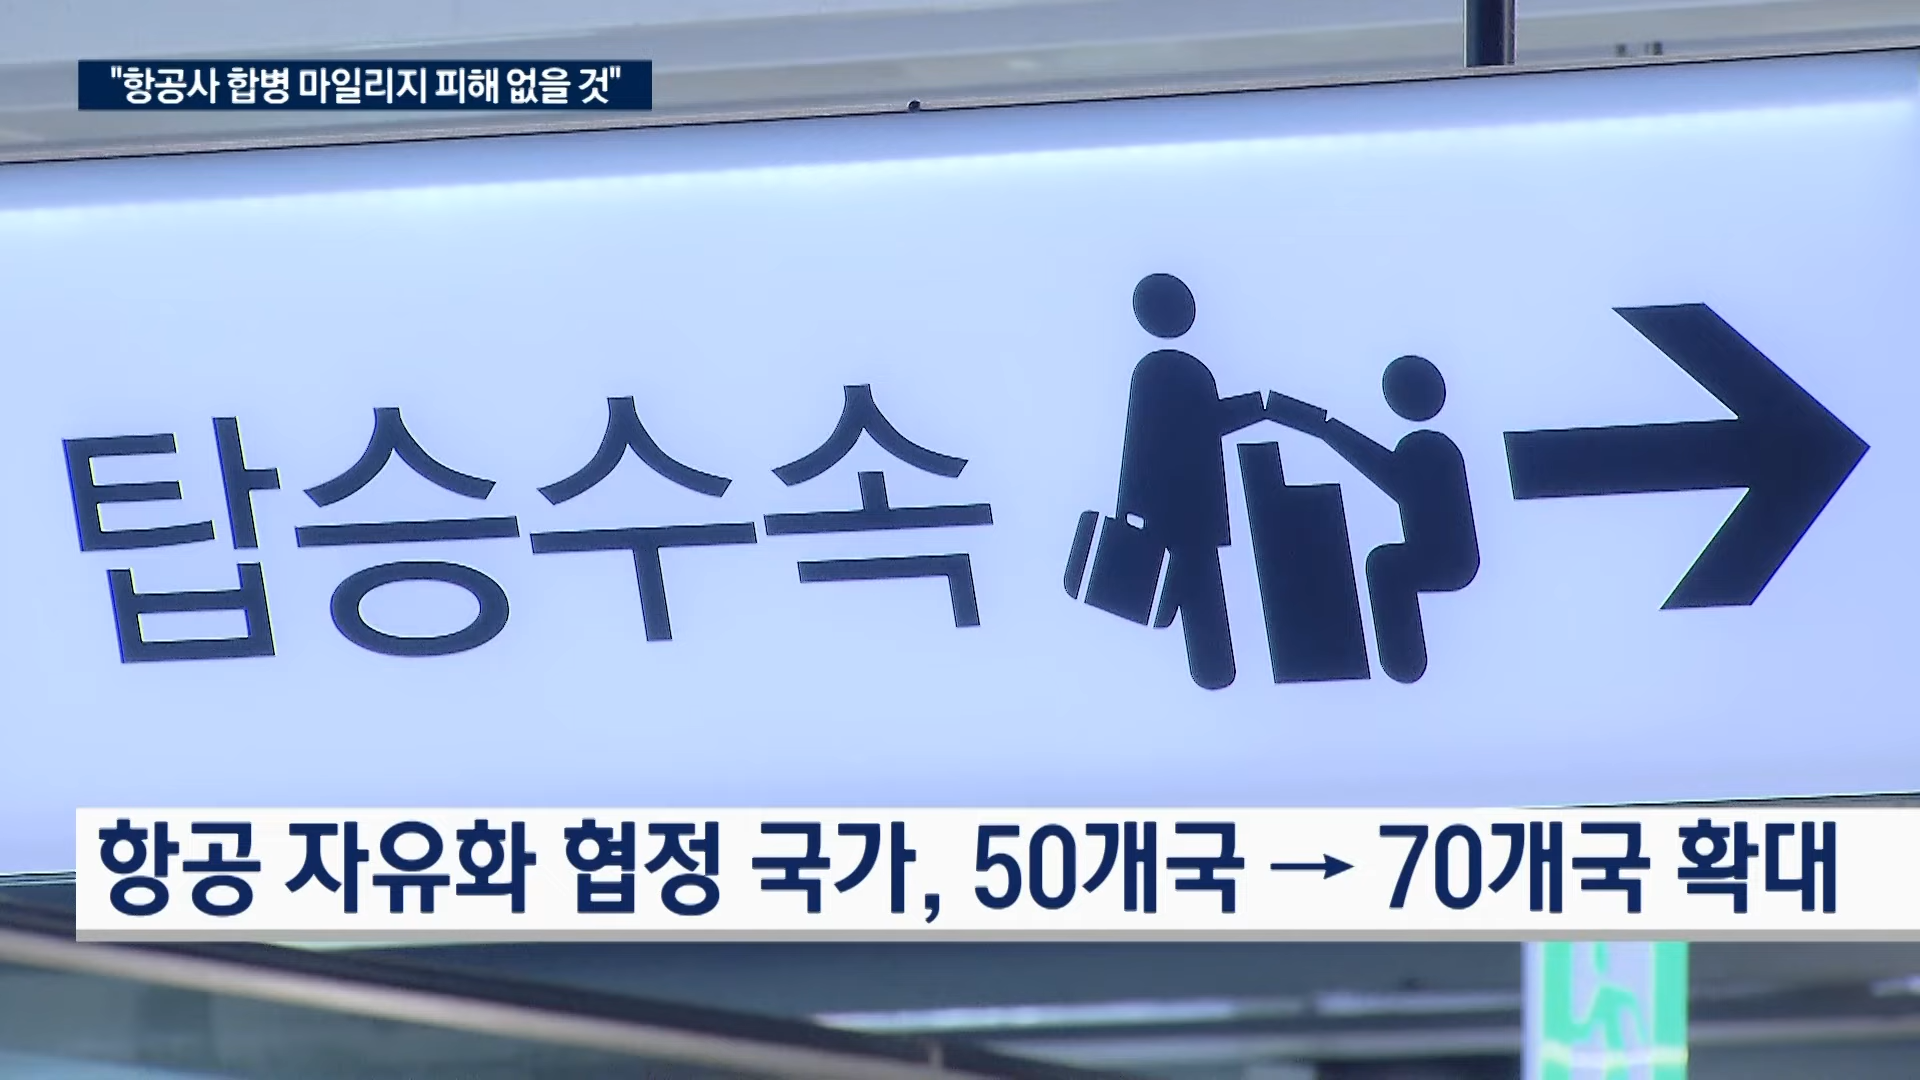 "항공사 합병 마일리지 피해 없을 것"
탑승수속 →
항공 자유화 협정 국가, 50개국 → 70개국 확대